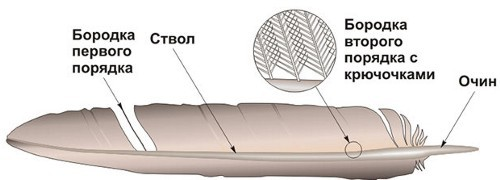 Бородка
первого
порядка
Ствол
Бородка
второго
порядка с
крючочками
Очин